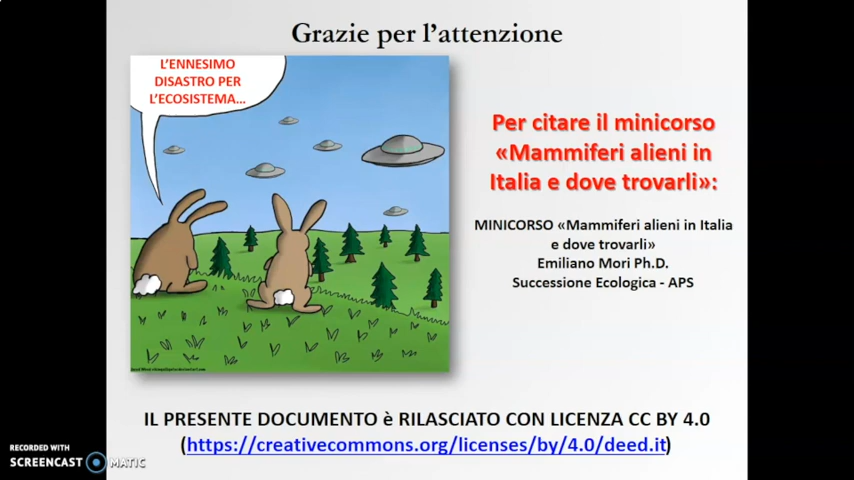 Grazie per l'attenzione
L'ENNESIMO
DISASTRO PER
L'ECOSISTEMA...
Per citare il minicorso
«Mammiferi alieni in
Italia e dove trovarli»:
MINICORSO «Mammiferi alieni in Italia
e dove trovarli»
Emiliano Mori Ph.D.
Successione Ecologica - APS
IL PRESENTE DOCUMENTO è RILASCIATO CON LICENZA CC BY 4.0
(https://creativecommons.org/licenses/by/4.0/deed.it)
RECORDED WITH
SCREENCAST MATIC